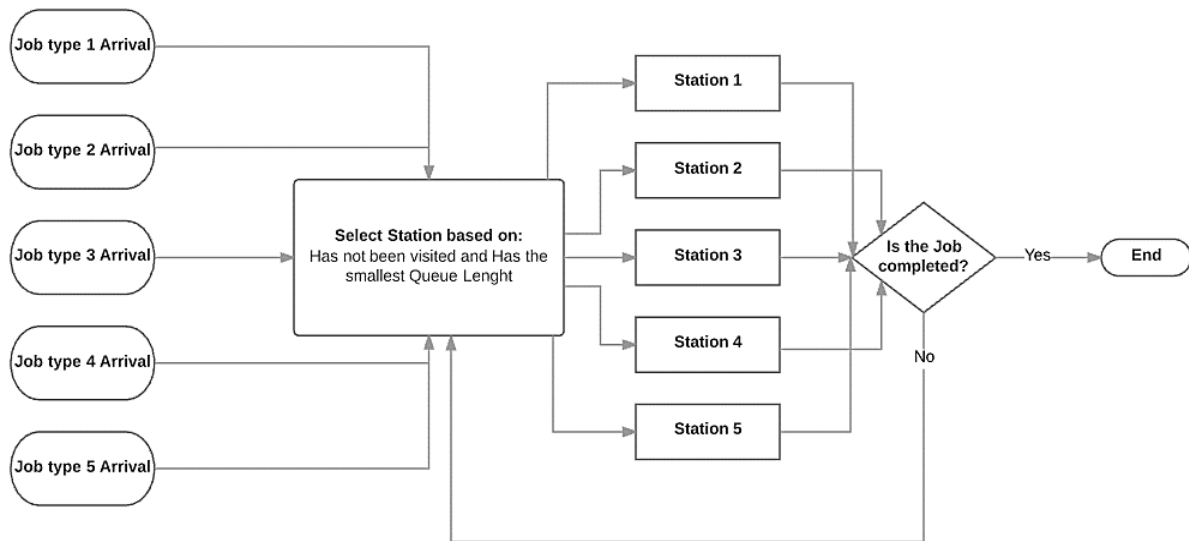 Job type 1 Arrival
Job type 2 Arrival
Job type 3 Arrival
Job type 4 Arrival
Job type 5 Arrival
Select Station based on:
Has not been visited and Has the
smallest Queue Lenght
Station 1
Station 2
Station 3
Station 4
Station 5
Is the Job
completed?
Yes
No
End